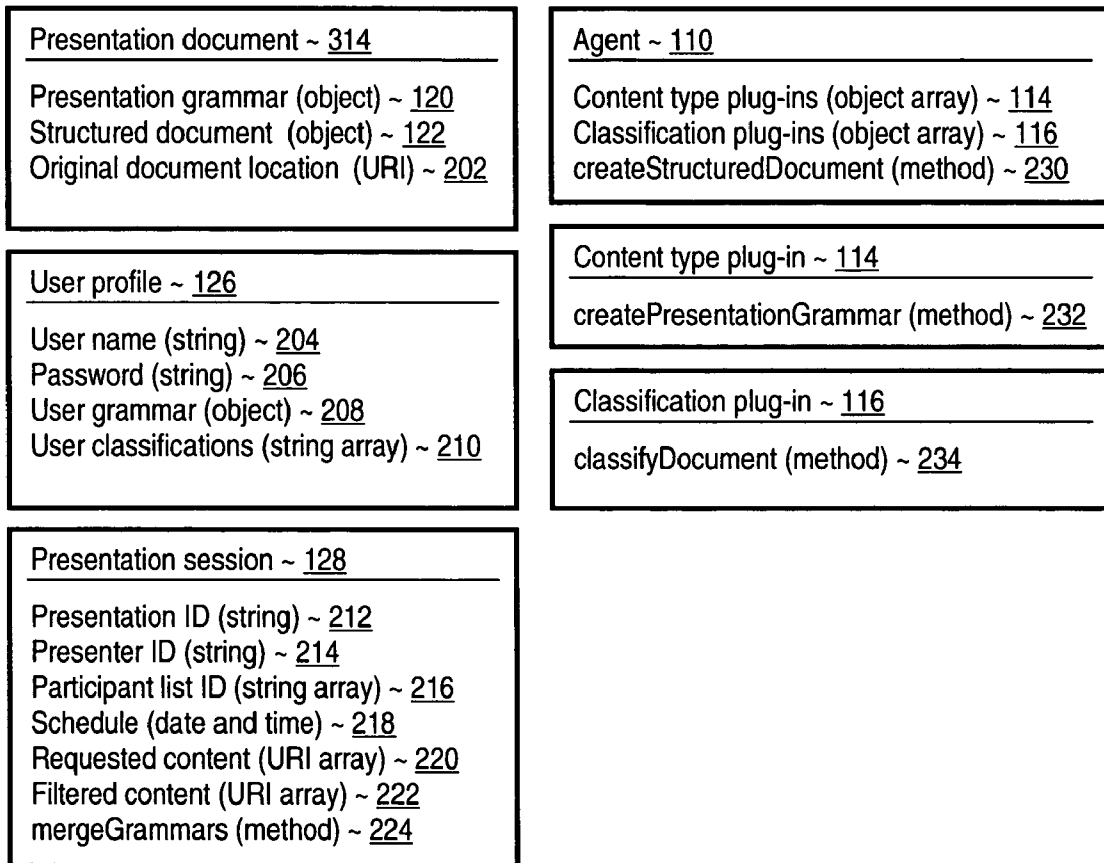 Presentation document ~ 314
Presentation grammar (object) ~ 120
Structured document (object) ~ 122
Original document location (URI) ~ 202
User profile ~ 126
User name (string) ~ 204
Password (string) ~ 206
User grammar (object) ~ 208
User classifications (string array) ~ 210
Presentation session ~ 128
Presentation ID (string) ~ 212
Presenter ID (string) ~ 214
Participant list ID (string array) ~ 216
Schedule (date and time) ~ 218
Requested content (URI array) ~ 220
Filtered content (URI array) ~ 222
mergeGrammars (method) ~ 224
Agent ~ 110
Content type plug-ins (object array) ~ 114
Classification plug-ins (object array) ~ 116
createStructuredDocument (method) ~ 230
Content type plug-in ~ 114
createPresentationGrammar (method) ~ 232
Classification plug-in ~ 116
classifyDocument (method) ~ 234